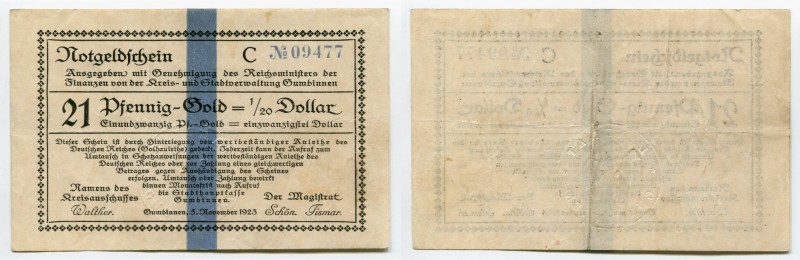 Notgeldschein C № 09477
Ausgegeben mit Genehmigung des Reichsministers der
Finanzen von der Kreis- und Stadtverwaltung Gumbinnen
21 Pfennig-Gold = 1/20 Dollar
Einundzwanzig Pf.-Gold = einzwanzigstel Dollar
Dieser Schein ist durch Hinterlegung von wertbeständiger Anleihe des
Deutschen Reiches (Goldanleihe) gedeckt. Jederzeit kann der Aufruf zum
Umtausch in Schatzanweisungen der wertbeständigen Anleihe des
Deutschen Reiches oder zur Zahlung eines gleichwertigen
Betrages gegen Aushändigung des Scheines
erfolgen. Umtausch oder Zahlung bewirkt
binnen Monatsfrist nach Aufruf
die Stadthauptkasse
Gumbinnen.
Namens des
Kreisausschusses
Walther.
Der Magistrat
Schön. Tismar.
Gumbinnen, 5. November 1923